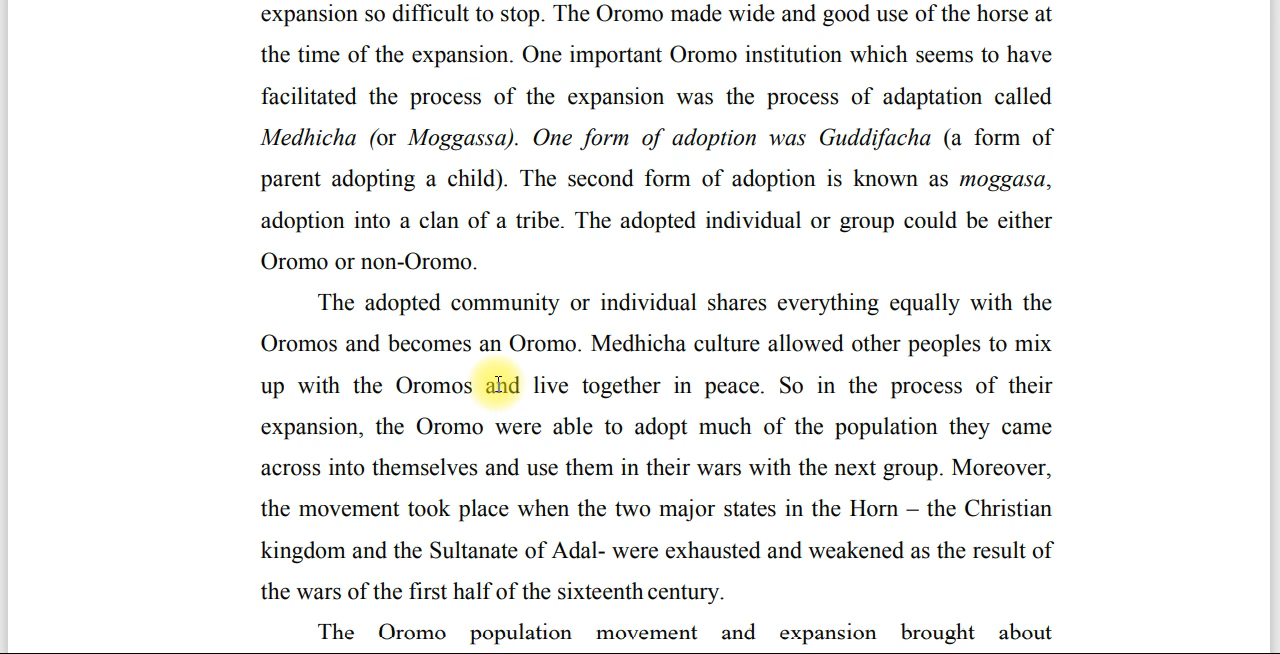 expansion so difficult to stop. The Oromo made wide and good use of the horse at
the time of the expansion. One important Oromo institution which seems to have
facilitated the process of the expansion was the process of adaptation called
Medhicha (or Moggassa). One form of adoption was Guddifacha (a form of
parent adopting a child). The second form of adoption is known as moggasa,
adoption into a clan of a tribe. The adopted individual or group could be either
Oromo or non-Oromo.
The adopted community or individual shares everything equally with the
Oromos and becomes an Oromo. Medhicha culture allowed other peoples to mix
up with the Oromos and live together in peace. So in the process of their
expansion, the Oromo were able to adopt much of the population they came
across into themselves and use them in their wars with the next group. Moreover,
the movement took place when the two major states in the Horn – the Christian
kingdom and the Sultanate of Adal- were exhausted and weakened as the result of
the wars of the first half of the sixteenth century.
The Oromo population movement and expansion brought about